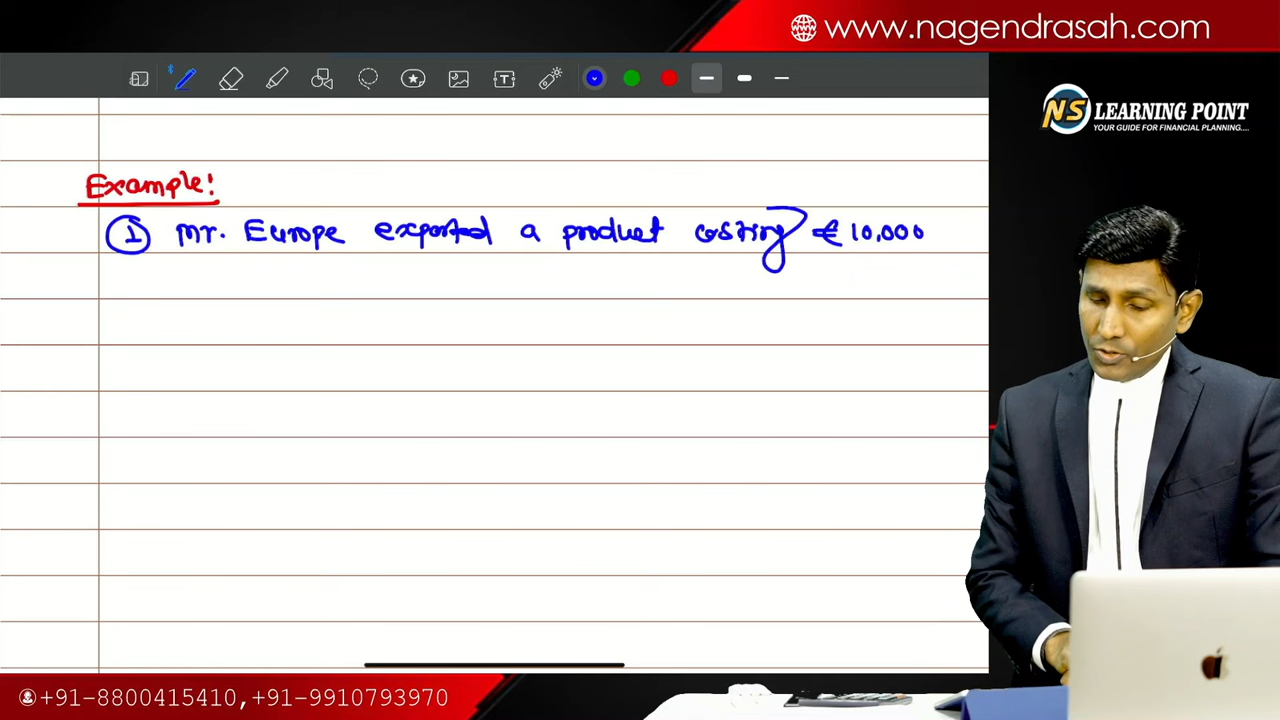 www.nagendrasah.com
NS LEARNING POINT
YOUR GUIDE FOR FINANCIAL PLANNING....
Example:
① Mr. Europe exported a product costing € 10,000
+91-8800415410,+91-9910793970